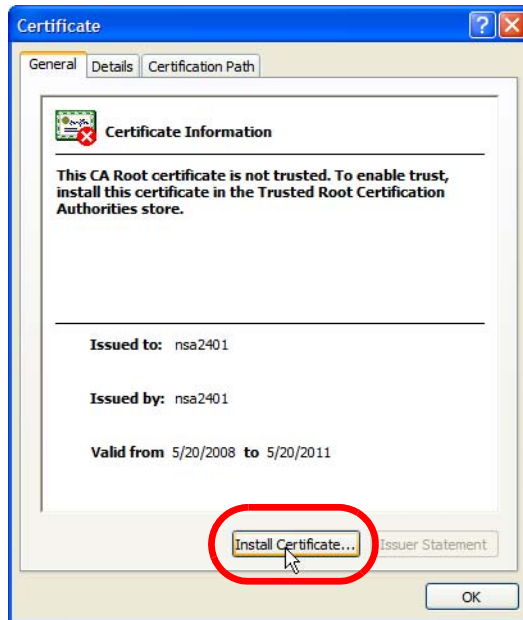 Certificate
General Details Certification Path
Certificate Information
This CA Root certificate is not trusted. To enable trust,
install this certificate in the Trusted Root Certification
Authorities store.
Issued to: nsa2401
Issued by: nsa2401
Valid from 5/20/2008 to 5/20/2011
Install Certificate... Issuer Statement
OK